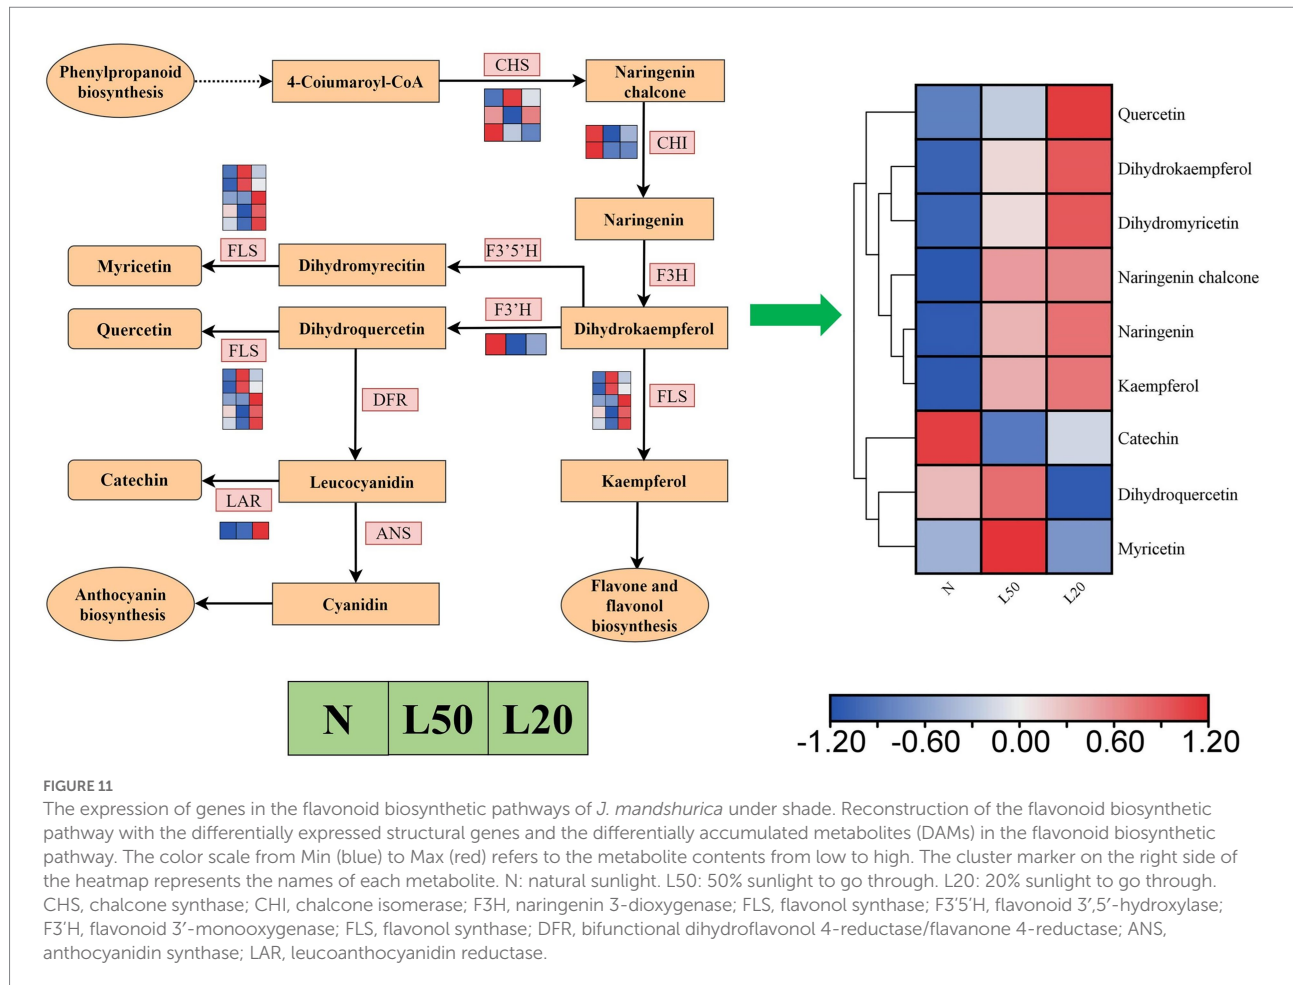 Phenylpropanoid
biosynthesis
4-Coiumaroyl-CoA
CHS
Naringenin
chalcone
CHI
Naringenin
F3H
FLS
Myricetin
Dihydromyrecitin
F3'5'H
Quercetin
FLS
Dihydroquercetin
F3'H
Dihydrokaempferol
DFR
FLS
Catechin
LAR
Leucocyanidin
ANS
Kaempferol
Anthocyanin
biosynthesis
Cyanidin
Flavone and
flavonol
biosynthesis
N L50 L20
Quercetin
Dihydrokaempferol
Dihydromyricetin
Naringenin chalcone
Naringenin
Kaempferol
Catechin
Dihydroquercetin
Myricetin
N L50 L20
-1.20 -0.60 0.00 0.60 1.20
FIGURE 11
The expression of genes in the flavonoid biosynthetic pathways of J. mandshurica under shade. Reconstruction of the flavonoid biosynthetic
pathway with the differentially expressed structural genes and the differentially accumulated metabolites (DAMs) in the flavonoid biosynthetic
pathway. The color scale from Min (blue) to Max (red) refers to the metabolite contents from low to high. The cluster marker on the right side of
the heatmap represents the names of each metabolite. N: natural sunlight. L50: 50% sunlight to go through. L20: 20% sunlight to go through.
CHS, chalcone synthase; CHI, chalcone isomerase; F3H, naringenin 3-dioxygenase; FLS, flavonol synthase; F3'5'H, flavonoid 3′,5′-hydroxylase;
F3'H, flavonoid 3′-monooxygenase; FLS, flavonol synthase; DFR, bifunctional dihydroflavonol 4-reductase/flavanone 4-reductase; ANS,
anthocyanidin synthase; LAR, leucoanthocyanidin reductase.